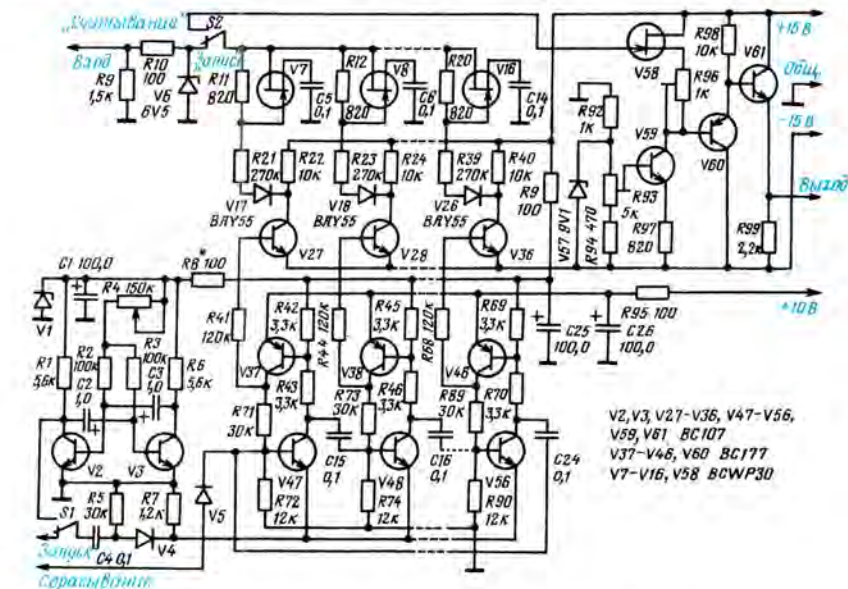 „Считывание"
S2
Вход
R10
100
„Запись"
R9
1,5к
V6
6V5
R11
820
V7
C5
0,1
R12
820
V8
C6
0,1
R20
820
V16
C14
0,1
V58
R98
10к
V61
+15 В
Общ.
-15 В
Выход
R96
1к
R92
1к
V59
V60
R93
5к
R94 470
R97
820
R99
2,2к
V57 9V1
R9
100
R21
270к
R22
10к
R23
270к
R24
10к
R39
270к
R40
10к
V17
BAY55
V18
BAY55
V26
BAY55
V27
V28
V36
C1 100,0
R8* 100
R4 150к
V1
R1
5,6к
R2
100к
R3
100к
R6
5,6к
C2
1,0
C3
1,0
V2
V3
R41
120к
R42
3,3к
R44 120к
R45
3,3к
R68 120к
R69
3,3к
R95 100
+10 В
C25
100,0
C26
100,0
V37
V38
V46
R43
3,3к
R46
3,3к
R70
3,3к
R71
30к
R73
30к
R89
30к
V47
V48
V56
C15
0,1
C16
0,1
C24
0,1
R72
12к
R74
12к
R90
12к
R5
30к
R7
1,2к
S1
V4
V5
C4 0,1
Запуск
Сбрасывание
V2, V3, V27-V36, V47-V56,
V59, V61 BC107
V37-V46, V60 BC177
V7-V16, V58 BCWP30